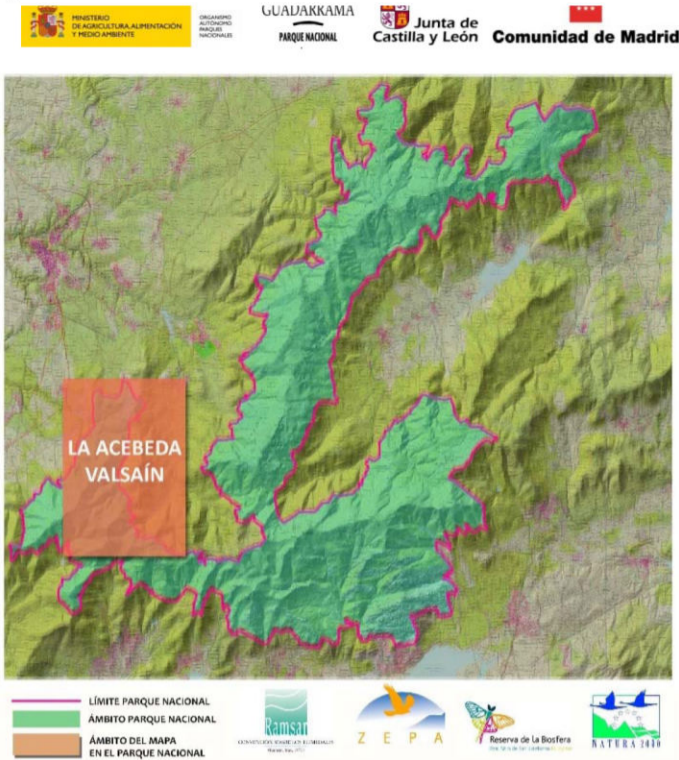 MINISTERIO
DE AGRICULTURA, ALIMENTACIÓN
Y MEDIO AMBIENTE
ORGANISMO
AUTÓNOMO
PARQUES
NACIONALES
GUADARRAMA
PARQUE NACIONAL
Junta de
Castilla y León
Comunidad de Madrid
LA ACEBEDA
VALSAÍN
LÍMITE PARQUE NACIONAL
ÁMBITO PARQUE NACIONAL
ÁMBITO DEL MAPA
EN EL PARQUE NACIONAL
Ramsar
ZEPA
Reserva de La Biosfera
NATURA 2000